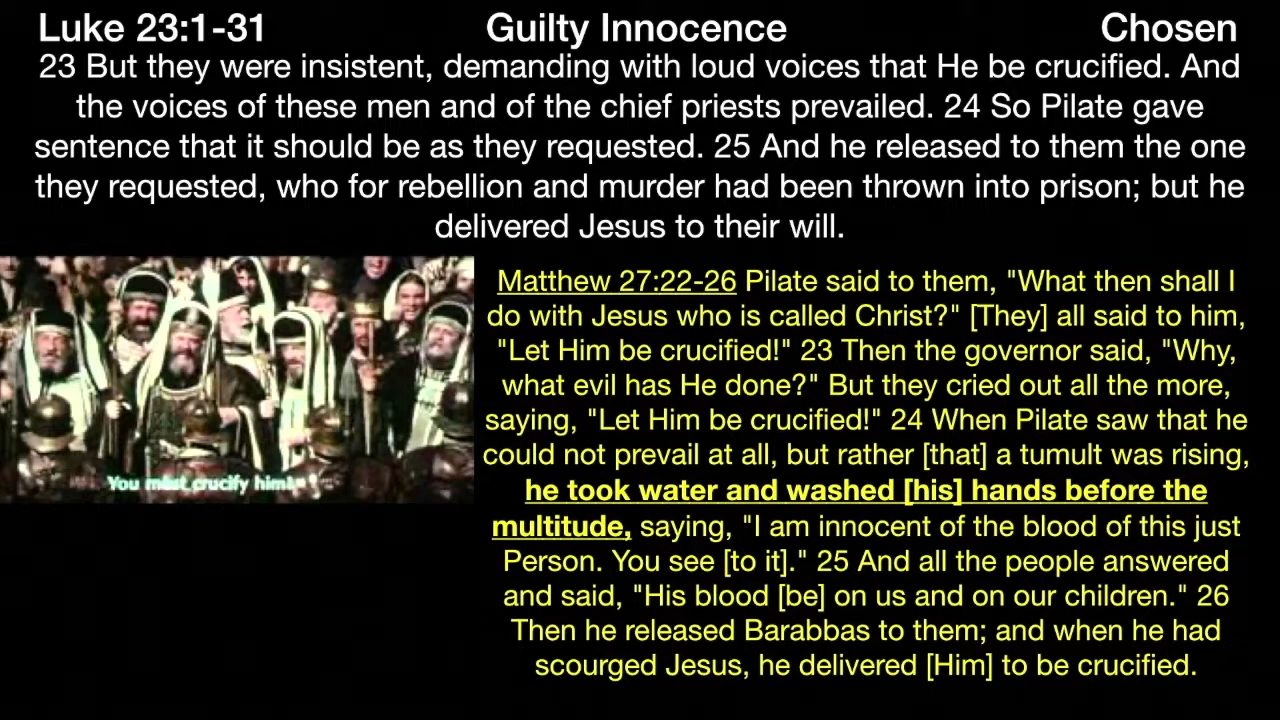 Luke 23:1-31 Guilty Innocence Chosen
23 But they were insistent, demanding with loud voices that He be crucified. And
the voices of these men and of the chief priests prevailed. 24 So Pilate gave
sentence that it should be as they requested. 25 And he released to them the one
they requested, who for rebellion and murder had been thrown into prison; but he
delivered Jesus to their will.
Matthew 27:22-26 Pilate said to them, "What then shall I
do with Jesus who is called Christ?" [They] all said to him,
"Let Him be crucified!" 23 Then the governor said, "Why,
what evil has He done?" But they cried out all the more,
saying, "Let Him be crucified!" 24 When Pilate saw that he
could not prevail at all, but rather [that] a tumult was rising,
he took water and washed [his] hands before the
multitude, saying, "I am innocent of the blood of this just
Person. You see [to it]." 25 And all the people answered
and said, "His blood [be] on us and on our children." 26
Then he released Barabbas to them; and when he had
scourged Jesus, he delivered [Him] to be crucified.
You must crucify him!